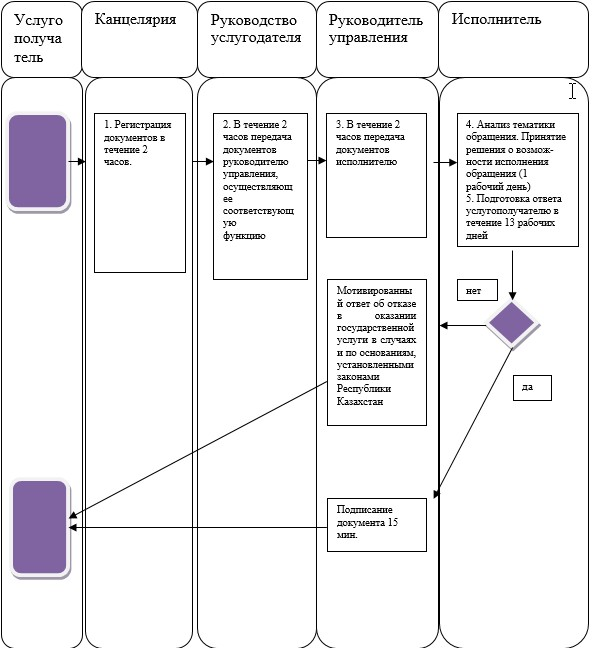 Услуго
получа
тель
Канцелярия
Руководство
услугодателя
Руководитель
управления
Исполнитель
1. Регистрация
документов в
течение 2
часов.
2. В течение 2
часов передача
документов
руководителю
управления,
осуществляющ
ее
соответствующ
ую
функцию
3. В течение 2
часов передача
документов
исполнителю
4. Анализ тематики
обращения. Принятие
решения о возмож-
ности исполнения
обращения (1
рабочий день)
5. Подготовка ответа
услугополучателю в
течение 13 рабочих
дней
нет
Мотивированны
й ответ об отказе
в оказании
государственной
услуги в случаях
и по основаниям,
установленными
законами
Республики
Казахстан
да
Подписание
документа 15
мин.